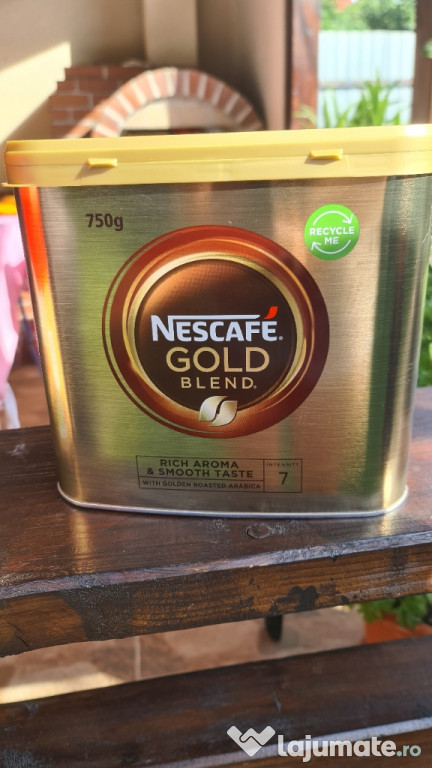 750g
RECYCLE
ME
NESCAFÉ®
GOLD
BLEND®
RICH AROMA
& SMOOTH TASTE
WITH GOLDEN ROASTED ARABICA
INTENSITY
7
lajumate.ro